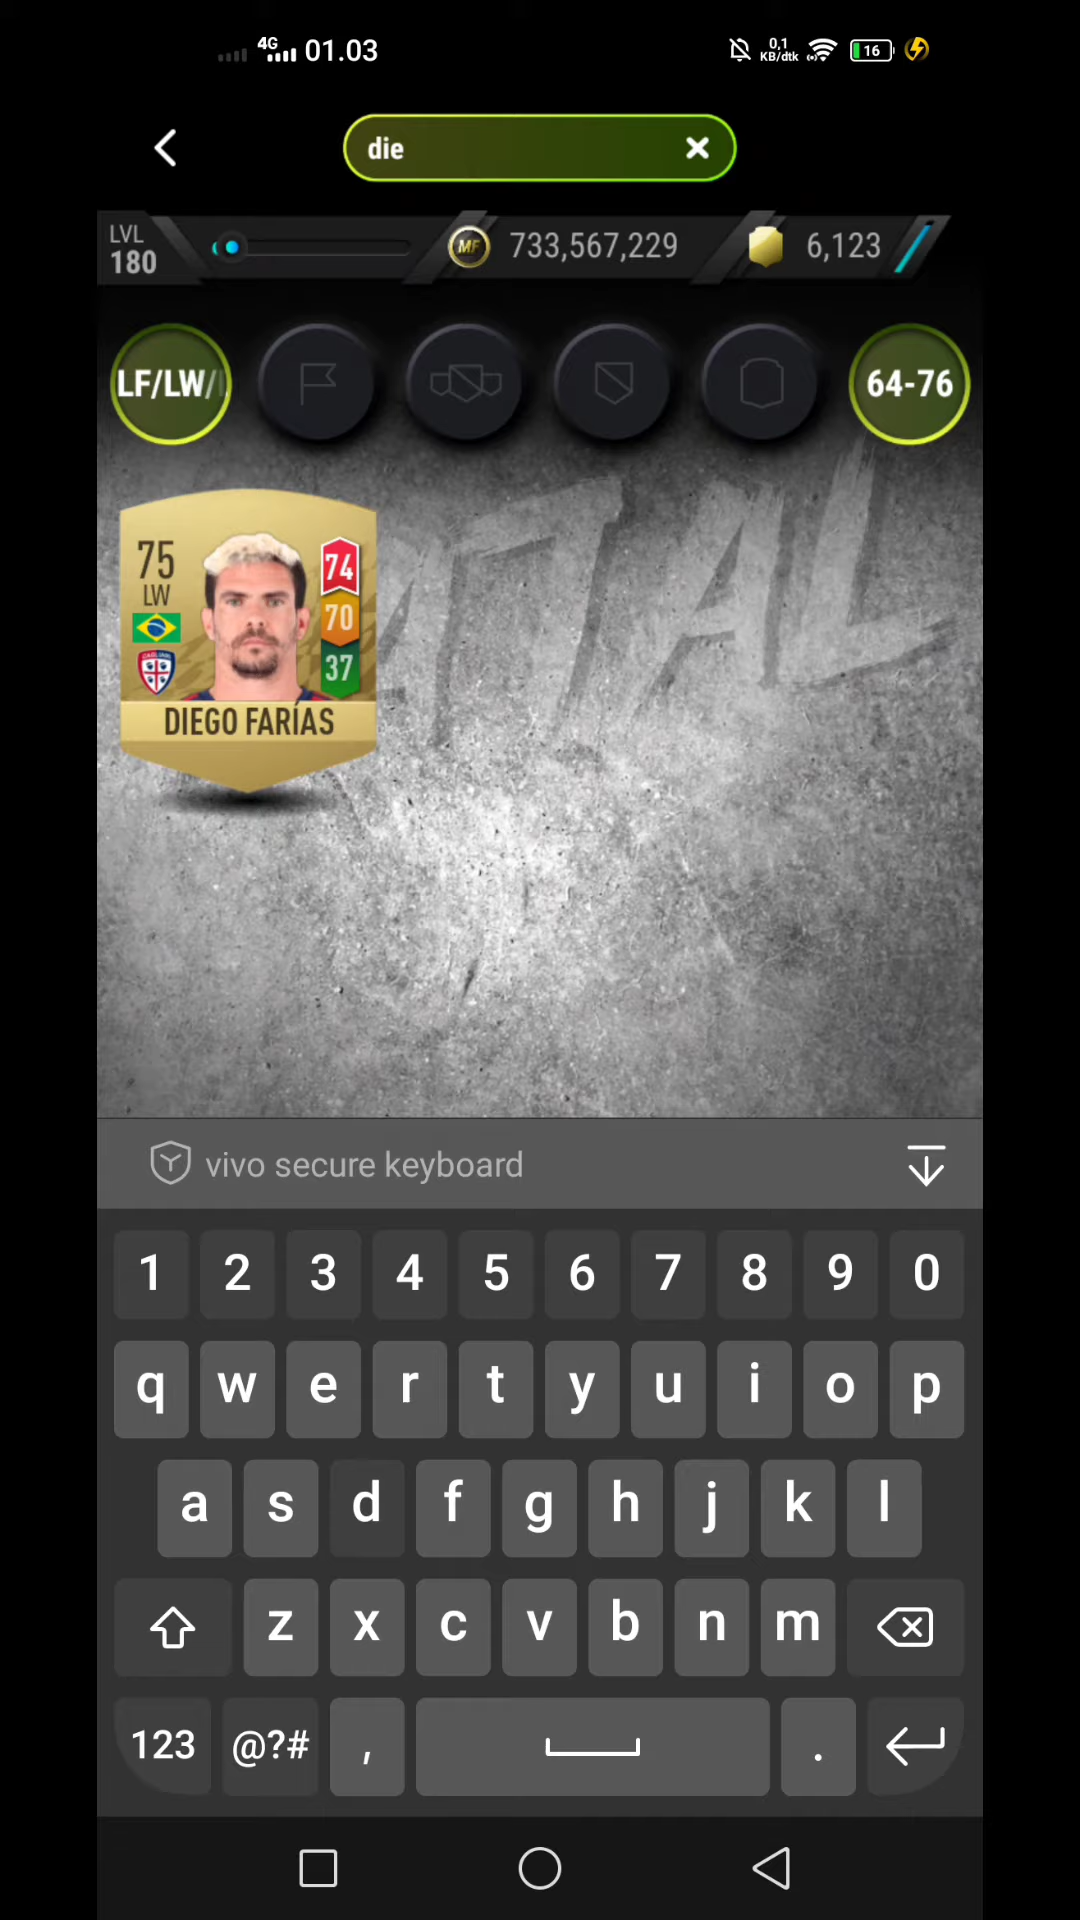 4G 01.03 0,1 KB/dtk 16
die
LVL 180 MF 733,567,229 6,123
LF/LW/ 64-76
75 74
LW
70
37
DIEGO FARÍAS
vivo secure keyboard
1 2 3 4 5 6 7 8 9 0
q w e r t y u i o p
a s d f g h j k l
z x c v b n m
123 @?# , .